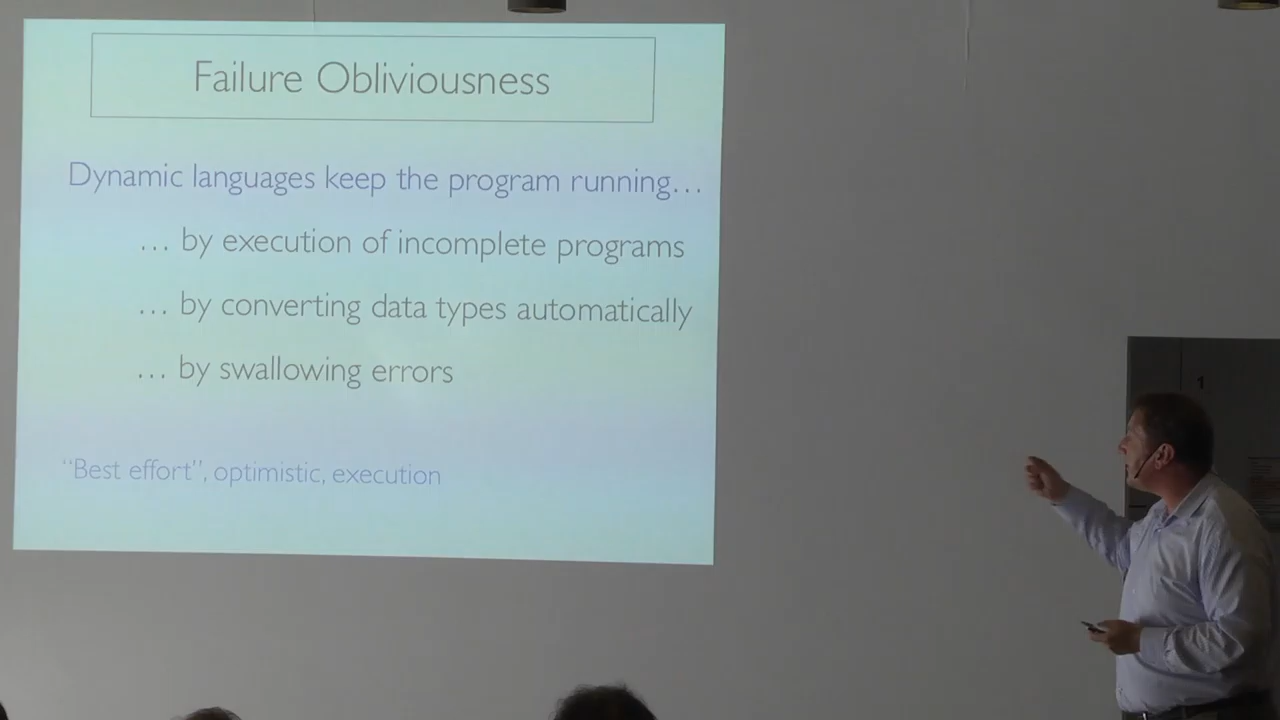 Failure Obliviousness
Dynamic languages keep the program running…
… by execution of incomplete programs
… by converting data types automatically
… by swallowing errors
“Best effort”, optimistic, execution
1